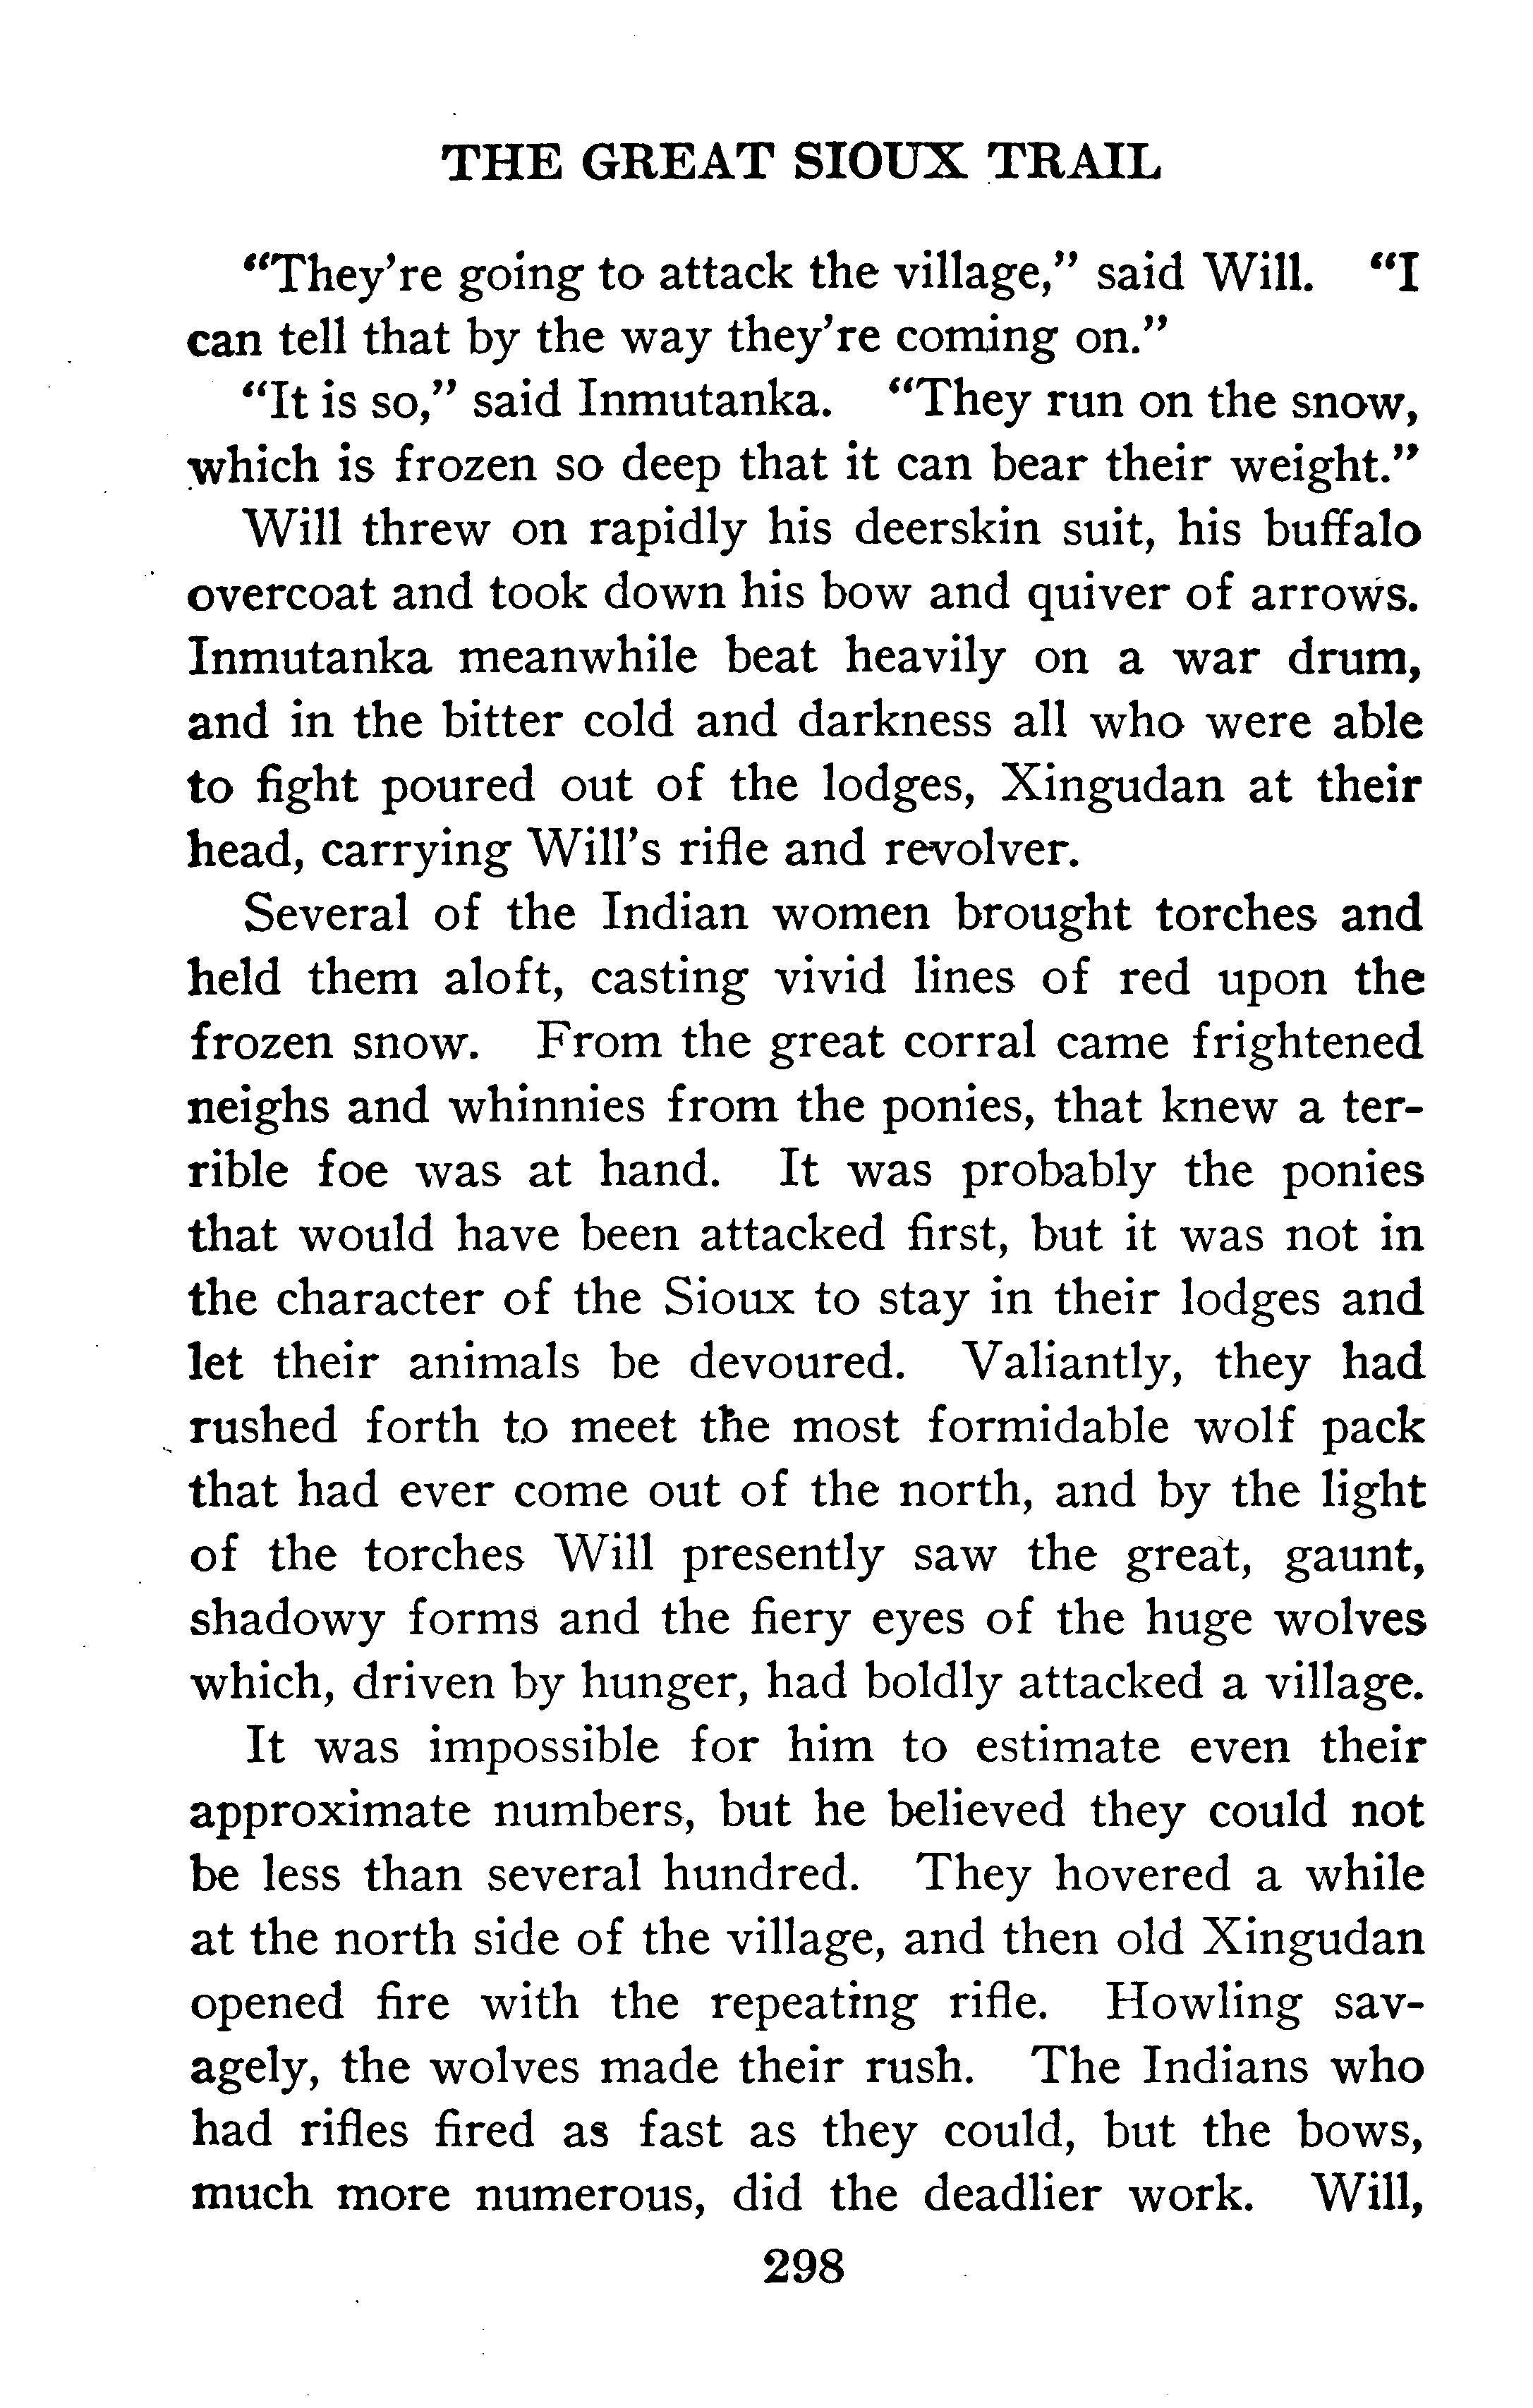 THE GREAT SIOUX TRAIL
“They’re going to attack the village,” said Will. “I
can tell that by the way they’re coming on.”
“It is so,” said Inmutanka. “They run on the snow,
which is frozen so deep that it can bear their weight.”
Will threw on rapidly his deerskin suit, his buffalo
overcoat and took down his bow and quiver of arrows.
Inmutanka meanwhile beat heavily on a war drum,
and in the bitter cold and darkness all who were able
to fight poured out of the lodges, Xingudan at their
head, carrying Will’s rifle and revolver.
Several of the Indian women brought torches and
held them aloft, casting vivid lines of red upon the
frozen snow. From the great corral came frightened
neighs and whinnies from the ponies, that knew a ter-
rible foe was at hand. It was probably the ponies
that would have been attacked first, but it was not in
the character of the Sioux to stay in their lodges and
let their animals be devoured. Valiantly, they had
rushed forth to meet the most formidable wolf pack
that had ever come out of the north, and by the light
of the torches Will presently saw the great, gaunt,
shadowy forms and the fiery eyes of the huge wolves
which, driven by hunger, had boldly attacked a village.
It was impossible for him to estimate even their
approximate numbers, but he believed they could not
be less than several hundred. They hovered a while
at the north side of the village, and then old Xingudan
opened fire with the repeating rifle. Howling sav-
agely, the wolves made their rush. The Indians who
had rifles fired as fast as they could, but the bows,
much more numerous, did the deadlier work. Will,
298